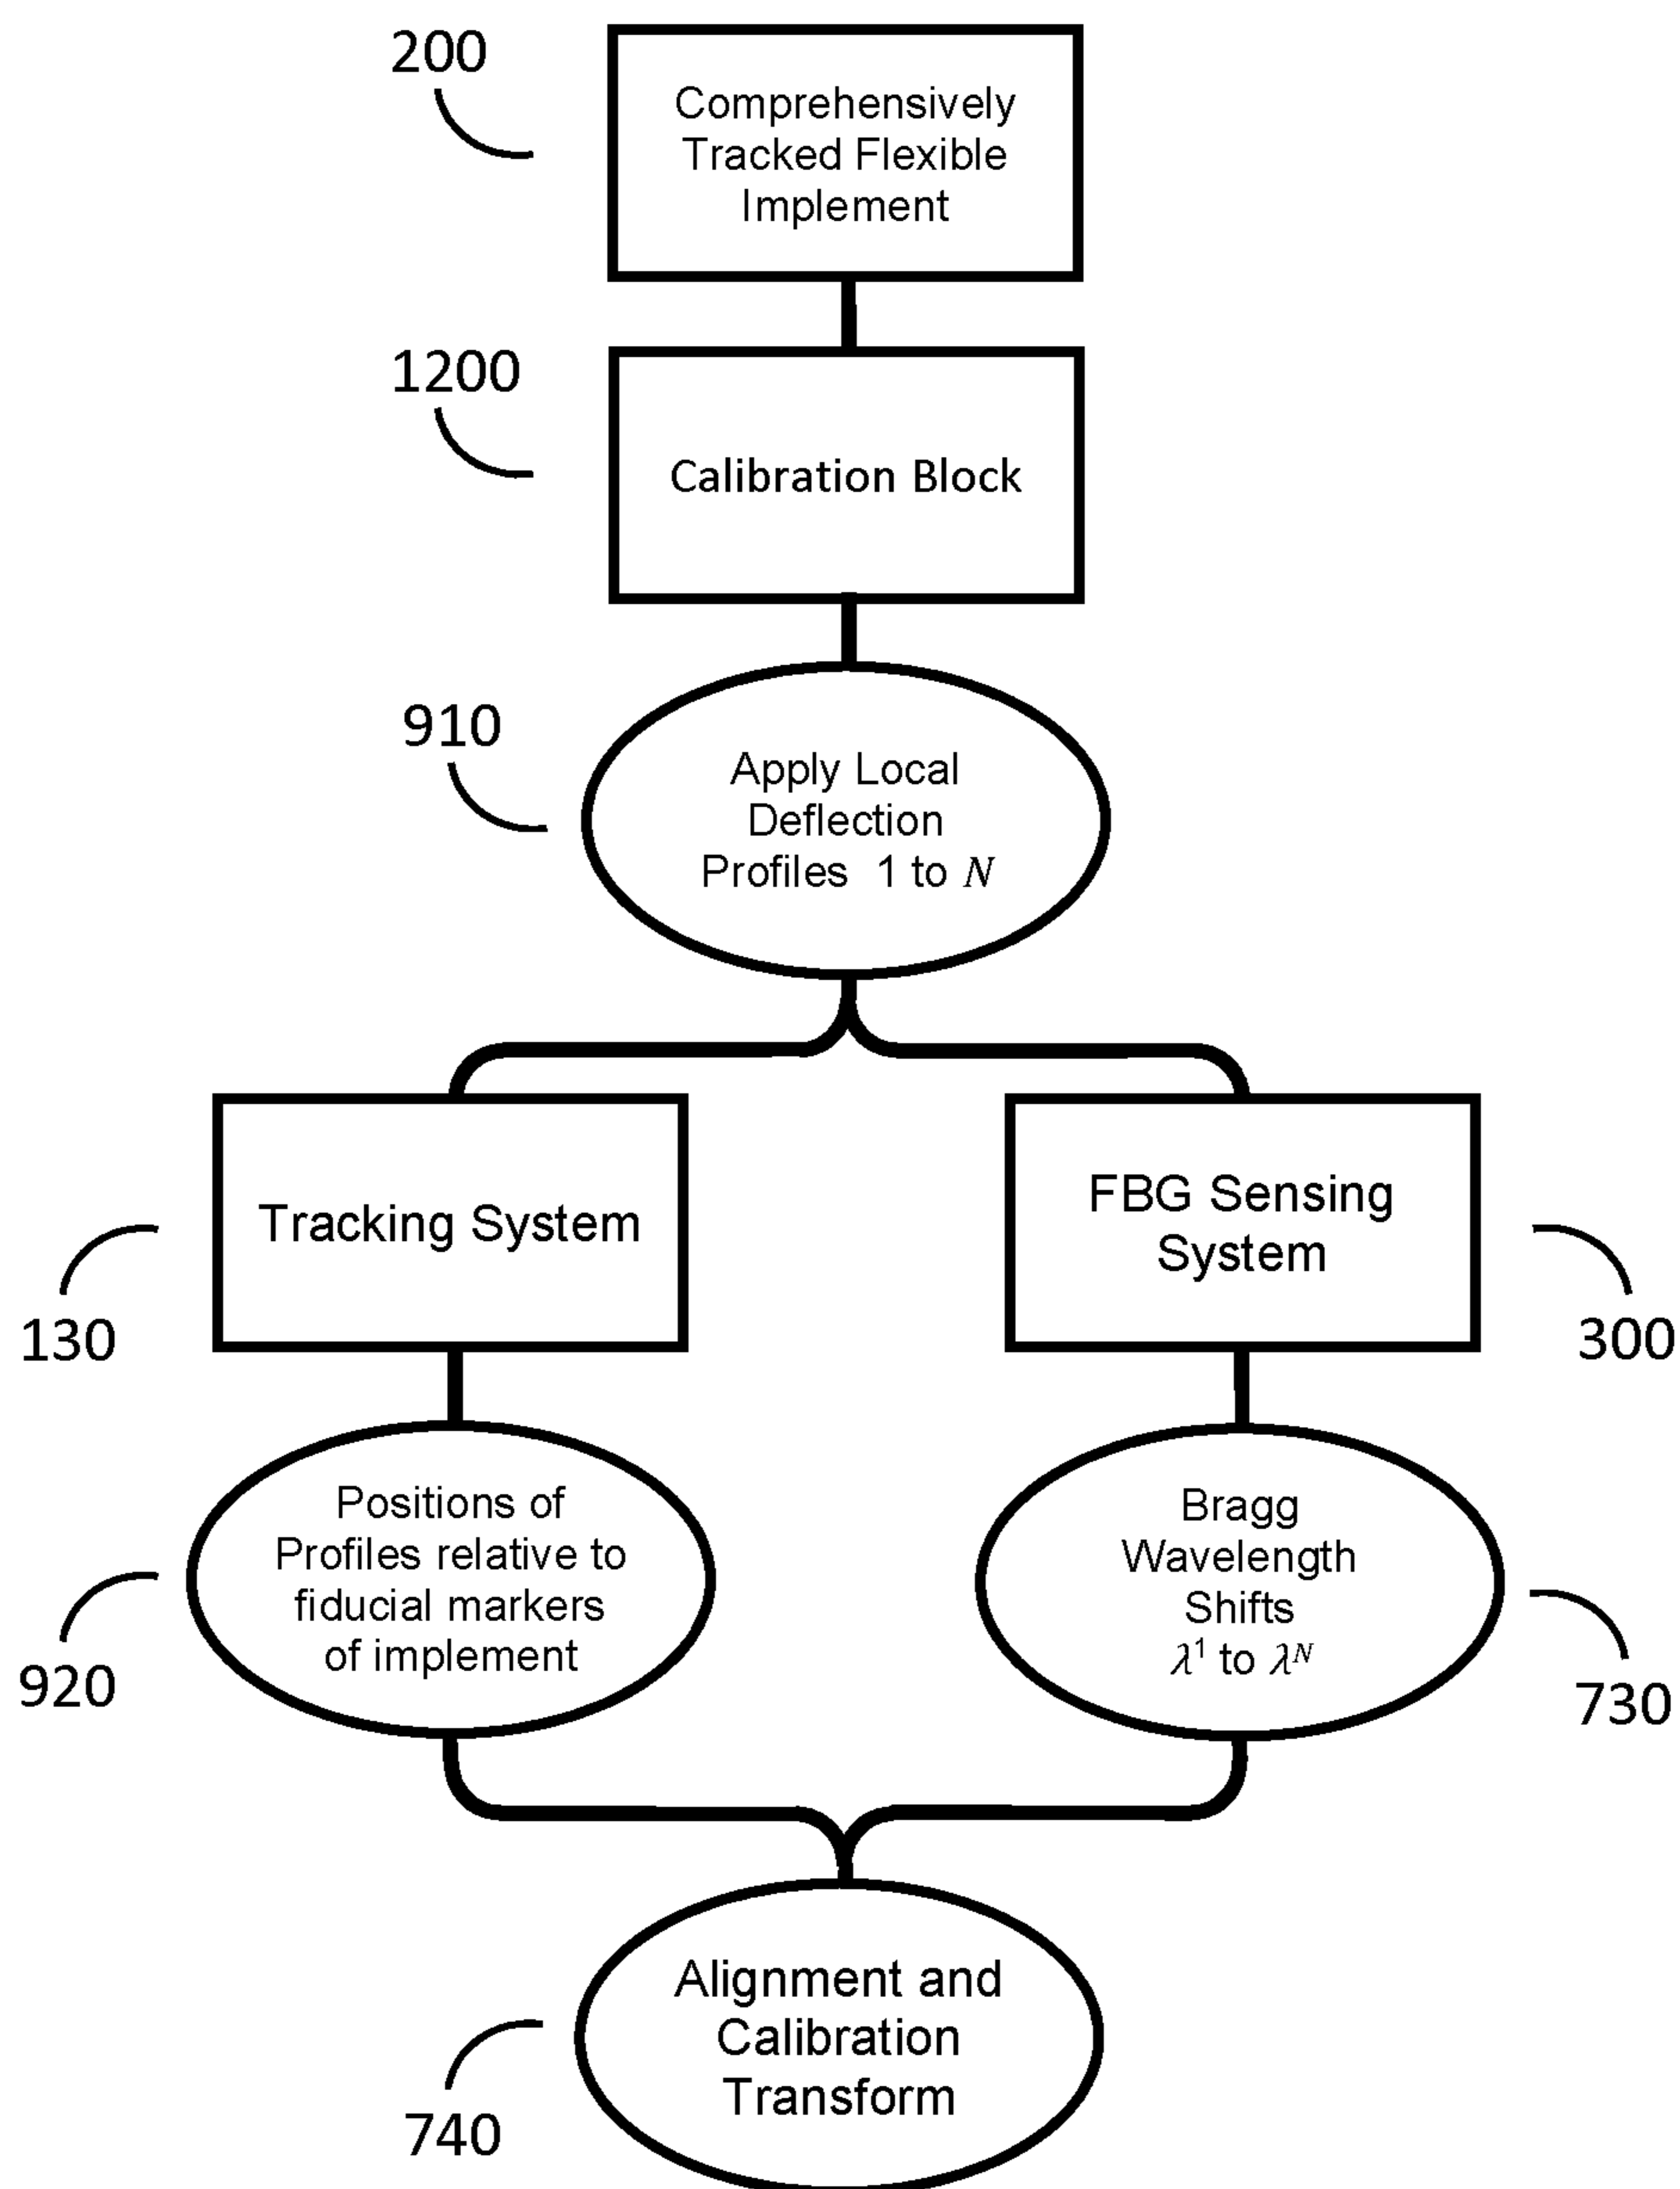 200
Comprehensively
Tracked Flexible
Implement
1200
Calibration Block
910
Apply Local
Deflection
Profiles 1 to N
Tracking System
130
FBG Sensing
System
300
Positions of
Profiles relative to
fiducial markers
of implement
920
Bragg
Wavelength
Shifts
λ¹ to λᴺ
730
Alignment and
Calibration
Transform
740